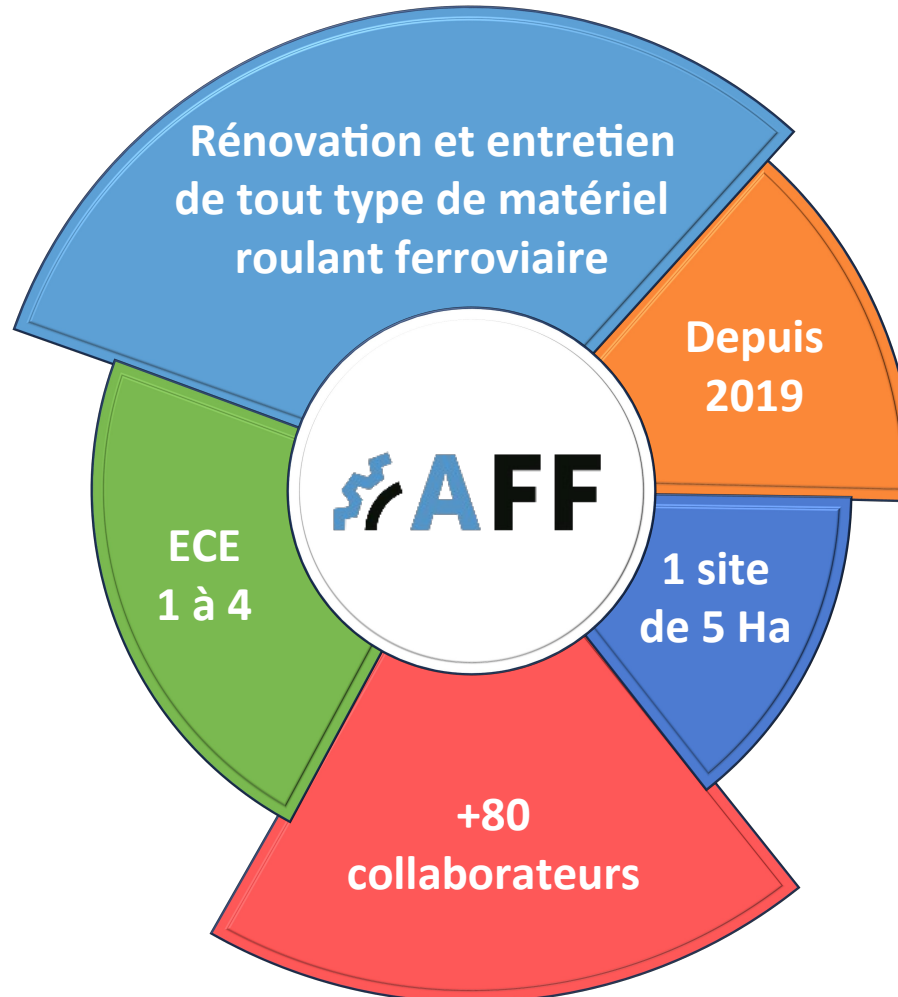 Rénovation et entretien
de tout type de matériel
roulant ferroviaire
Depuis
2019
1 site
de 5 Ha
+80
collaborateurs
ECE
1 à 4
AFF